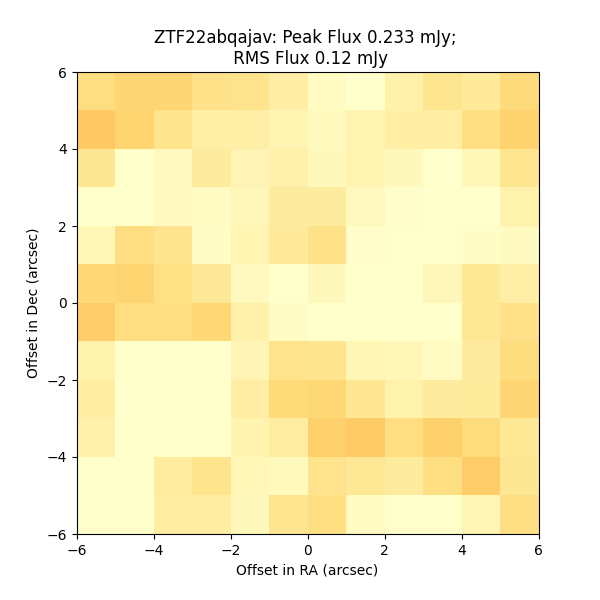 ZTF22abqajav: Peak Flux 0.233 mJy;
RMS Flux 0.12 mJy
6
4
2
0
−2
−4
−6
Offset in Dec (arcsec)
−6 −4 −2 0 2 4 6
Offset in RA (arcsec)